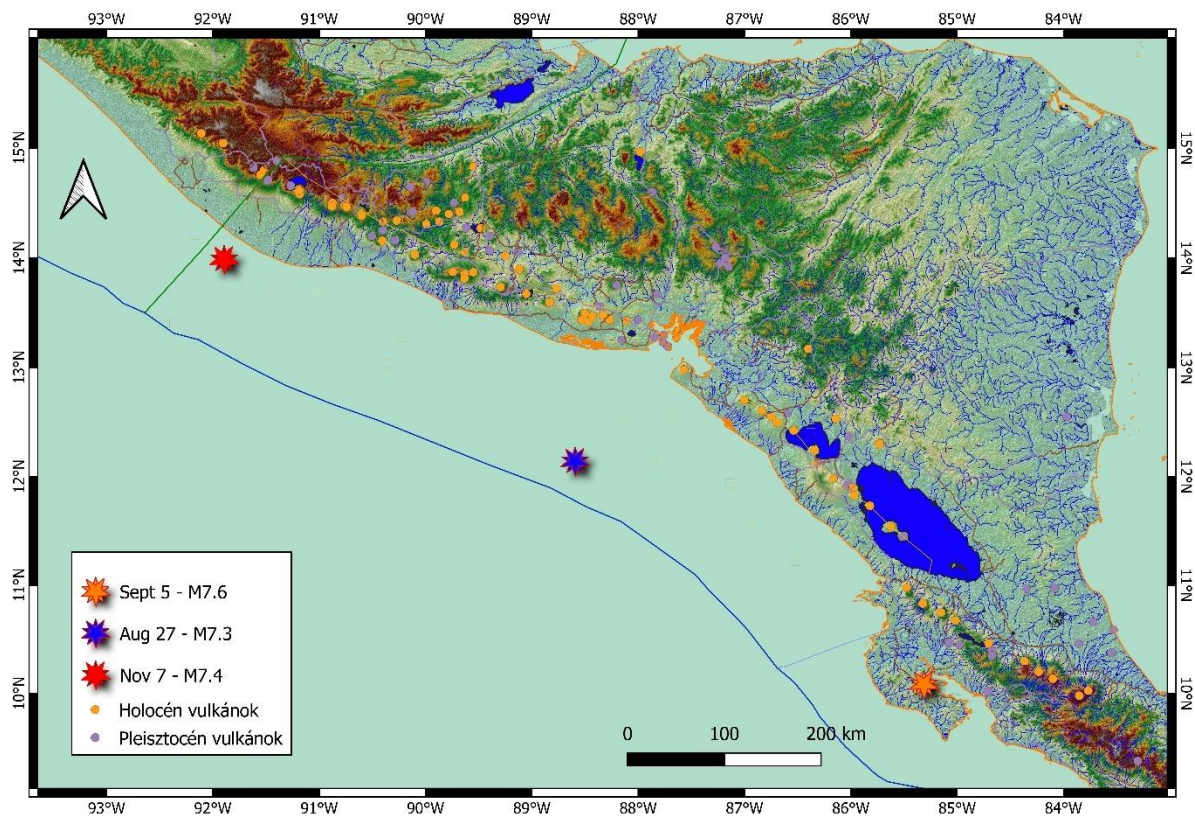 93°W 92°W 91°W 90°W 89°W 88°W 87°W 86°W 85°W 84°W
15°N 15°N
14°N 14°N
13°N 13°N
12°N 12°N
11°N 11°N
10°N 10°N
Sept 5 - M7.6
Aug 27 - M7.3
Nov 7 - M7.4
Holocén vulkánok
Pleisztocén vulkánok
0 100 200 km
93°W 92°W 91°W 90°W 89°W 88°W 87°W 86°W 85°W 84°W